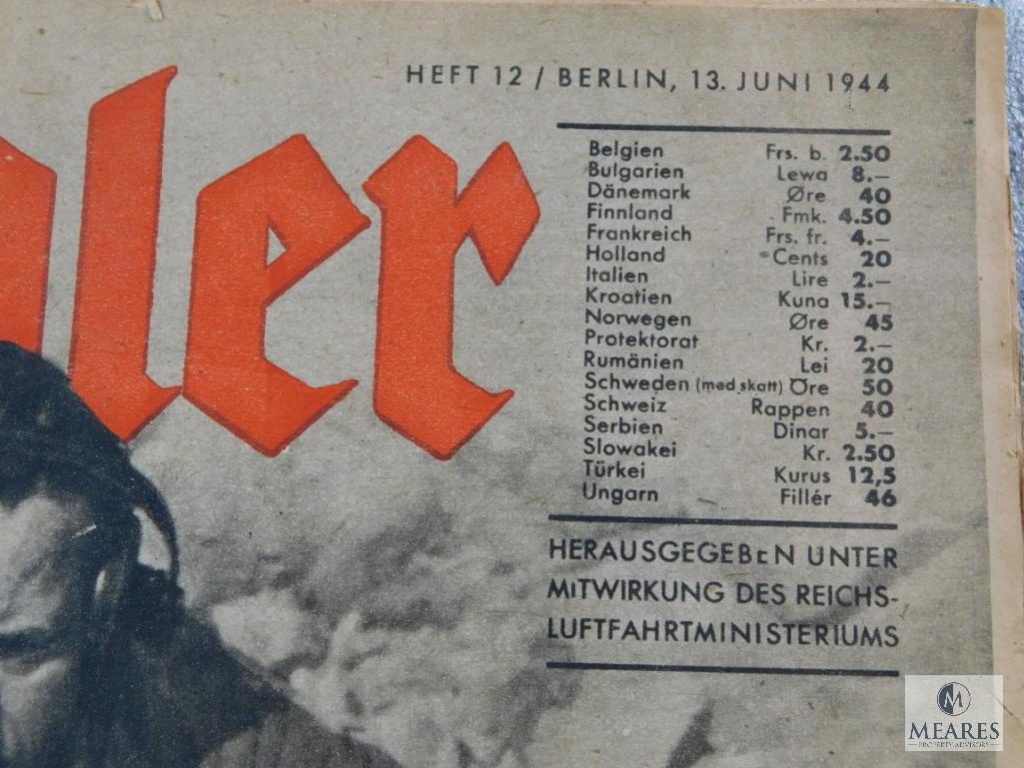 HEFT 12 / BERLIN, 13. JUNI 1944
dler
Belgien Frs. b. 2.50
Bulgarien Lewa 8.–
Dänemark Øre 40
Finnland Fmk. 4.50
Frankreich Frs. fr. 4.–
Holland Cents 20
Italien Lire 2.–
Kroatien Kuna 15.–
Norwegen Øre 45
Protektorat Kr. 2.–
Rumänien Lei 20
Schweden (med skatt) Öre 50
Schweiz Rappen 40
Serbien Dinar 5.–
Slowakei Kr. 2.50
Türkei Kurus 12,5
Ungarn Fillér 46
HERAUSGEGEBEN UNTER
MITWIRKUNG DES REICHS-
LUFTFAHRTMINISTERIUMS
M
MEARES
PROPERTY ADVISORS